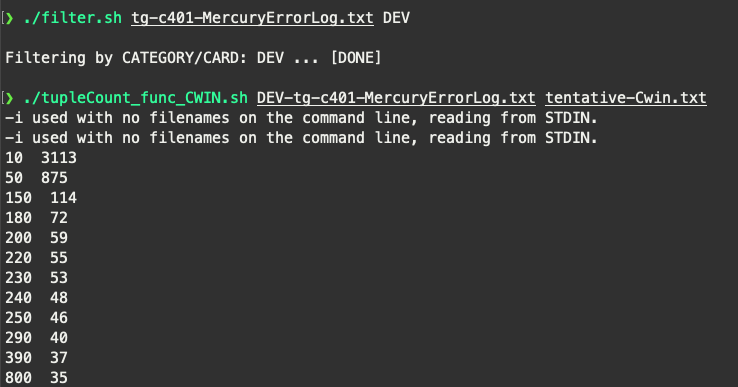 ❯ ./filter.sh tg-c401-MercuryErrorLog.txt DEV
Filtering by CATEGORY/CARD: DEV ... [DONE]
❯ ./tupleCount_func_CWIN.sh DEV-tg-c401-MercuryErrorLog.txt tentative-Cwin.txt
-i used with no filenames on the command line, reading from STDIN.
-i used with no filenames on the command line, reading from STDIN.
10  3113
50  875
150  114
180  72
200  59
220  55
230  53
240  48
250  46
290  40
390  37
800  35